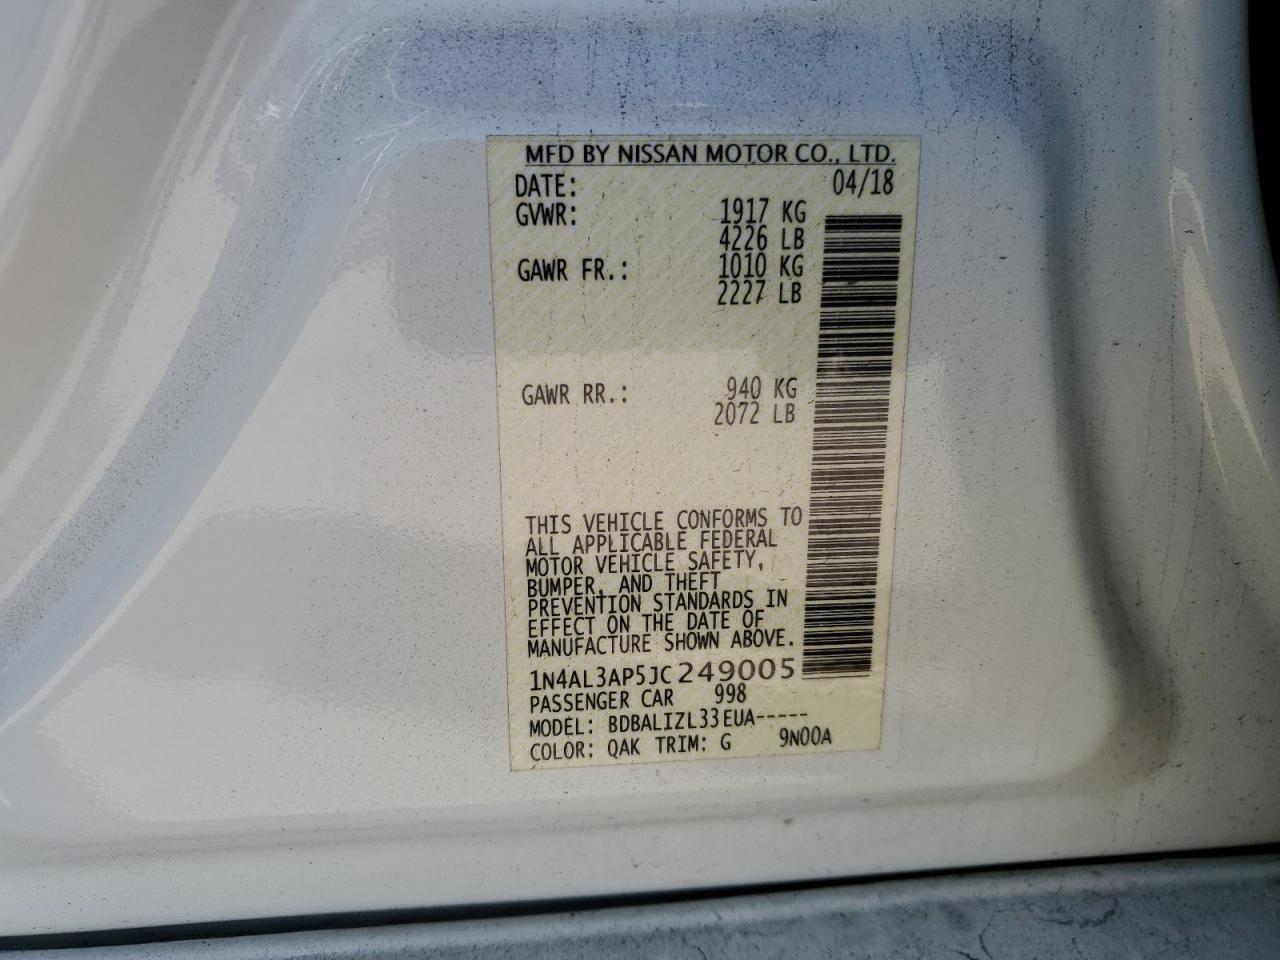 MFD BY NISSAN MOTOR CO., LTD.
DATE: 04/18
GVWR: 1917 KG
4226 LB
GAWR FR.: 1010 KG
2227 LB
GAWR RR.: 940 KG
2072 LB
THIS VEHICLE CONFORMS TO
ALL APPLICABLE FEDERAL
MOTOR VEHICLE SAFETY,
BUMPER, AND THEFT
PREVENTION STANDARDS IN
EFFECT ON THE DATE OF
MANUFACTURE SHOWN ABOVE.
1N4AL3AP5JC249005
PASSENGER CAR 998
MODEL: BDBALIZL33EUA-----
COLOR: QAK TRIM: G 9N00A